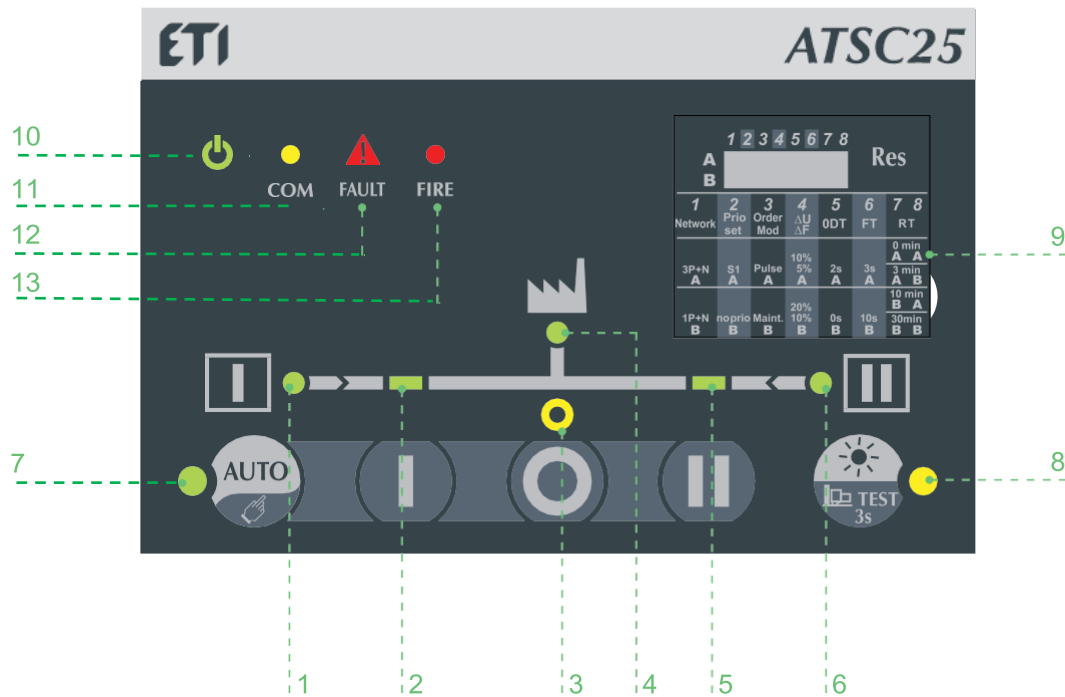 ETI ATSC25
10
11
12
13
COM FAULT FIRE
1 2 3 4 5 6 7 8
A
B
Res
1 2 3 4 5 6 7 8
Network Prio set Order Mod ΔU ΔF 0DT FT RT
3P+N A S1 A Pulse A 10% 5% A 2s A 3s A 0 min A A
3 min A B
1P+N B noprio B Maint. B 20% 10% B 0s B 10s B 10 min B A
30min B B
9
I II
7
AUTO I O II TEST 3s
8
1 2 3 4 5 6